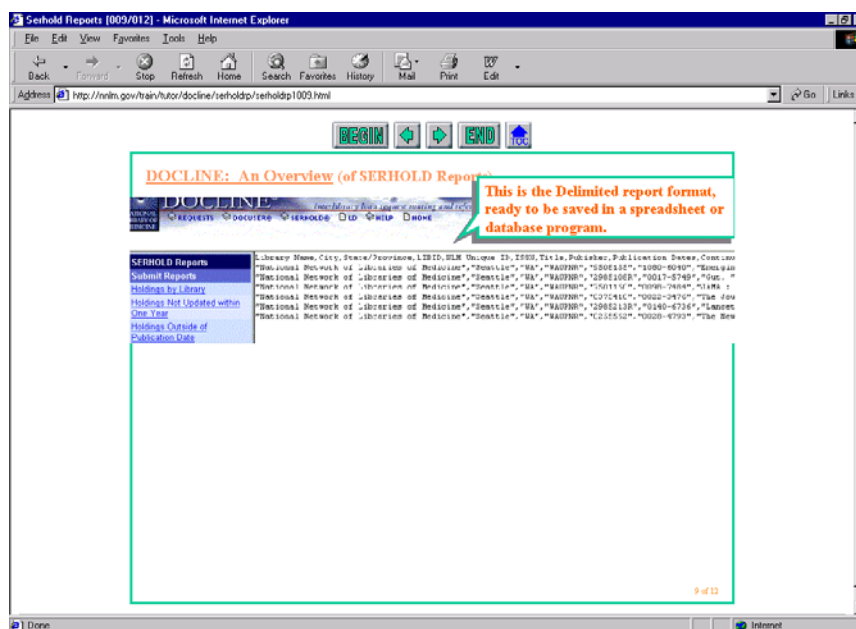 Serhold Reports [009/012] - Microsoft Internet Explorer
File Edit View Favorites Tools Help
Back Forward Stop Refresh Home Search Favorites History Mail Print Edit
Address http://nnlm.gov/train/tutor/docline/serholdrp/serholdrp1009.html Go Links
BEGIN END TOC
DOCLINE: An Overview (of SERHOLD Reports)
This is the Delimited report format,
ready to be saved in a spreadsheet or
database program.
DOCLINE
REQUESTS DOCUSER® SERHOLD® HELP HOME
SERHOLD Reports
Submit Reports
Holdings by Library
Holdings Not Updated within
One Year
Holdings Outside of
Publication Date
Library Name,City,State/Province,LIBID,NLM Unique ID,ISSN,Title,Publisher,Publication Dates,
"National Network of Libraries of Medicine","Seattle","WA",
"National Network of Libraries of Medicine","Seattle","WA",
"National Network of Libraries of Medicine","Seattle","WA",
"National Network of Libraries of Medicine","Seattle","WA",
"National Network of Libraries of Medicine","Seattle","WA",
"National Network of Libraries of Medicine","Seattle","WA",
9 of 12
Done Internet